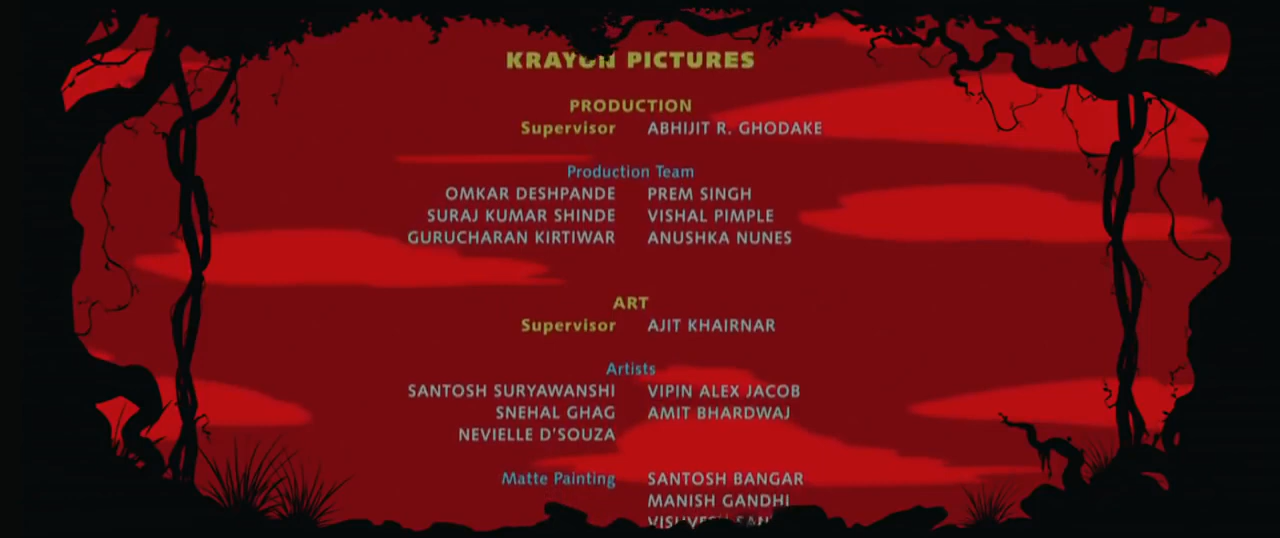 KRAYON PICTURES
PRODUCTION
Supervisor ABHIJIT R. GHODAKE
Production Team
OMKAR DESHPANDE PREM SINGH
SURAJ KUMAR SHINDE VISHAL PIMPLE
GURUCHARAN KIRTIWAR ANUSHKA NUNES
ART
Supervisor AJIT KHAIRNAR
Artists
SANTOSH SURYAWANSHI VIPIN ALEX JACOB
SNEHAL GHAG AMIT BHARDWAJ
NEVIELLE D'SOUZA
Matte Painting SANTOSH BANGAR
MANISH GANDHI